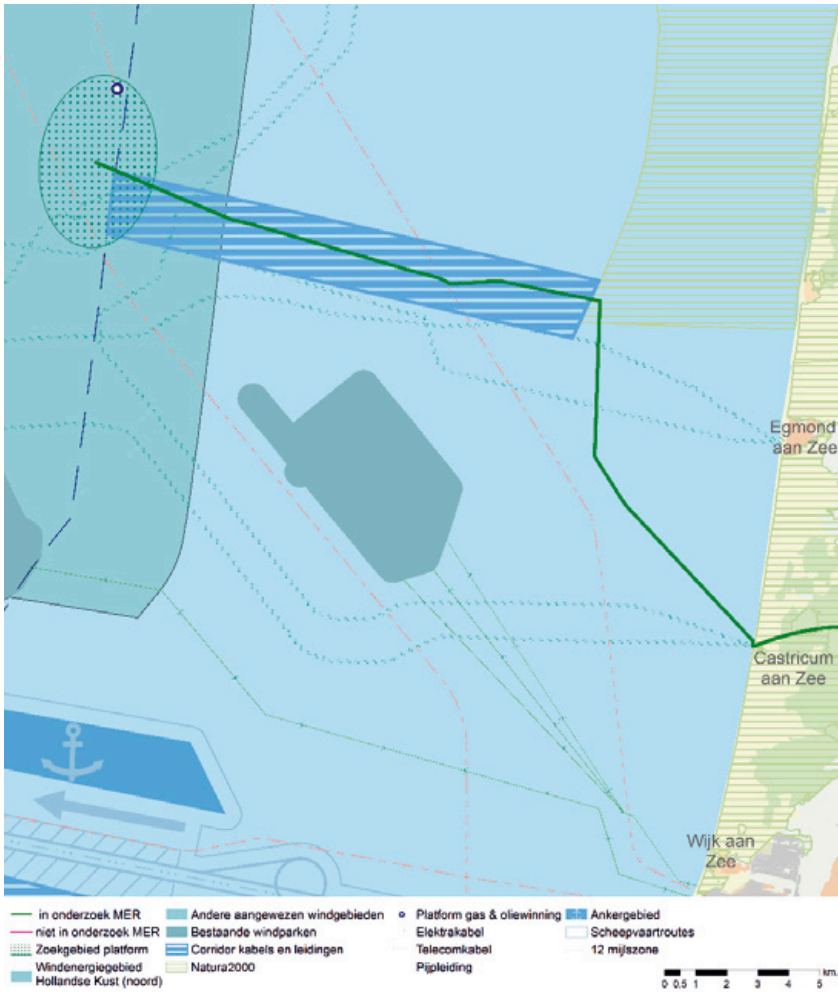 Egmond
aan Zee
Castricum
aan Zee
Wijk aan
Zee
in onderzoek MER
niet in onderzoek MER
Zoekgebied platform
Windenergiegebied
Hollandse Kust (noord)
Andere aangewezen windgebieden
Bestaande windparken
Corridor kabels en leidingen
Natura2000
Platform gas & oliewinning
Elektrakabel
Telecomkabel
Pijpleiding
Ankergebied
Scheepvaartroutes
12 mijlszone
km.
0 0.5 1 2 3 4 5